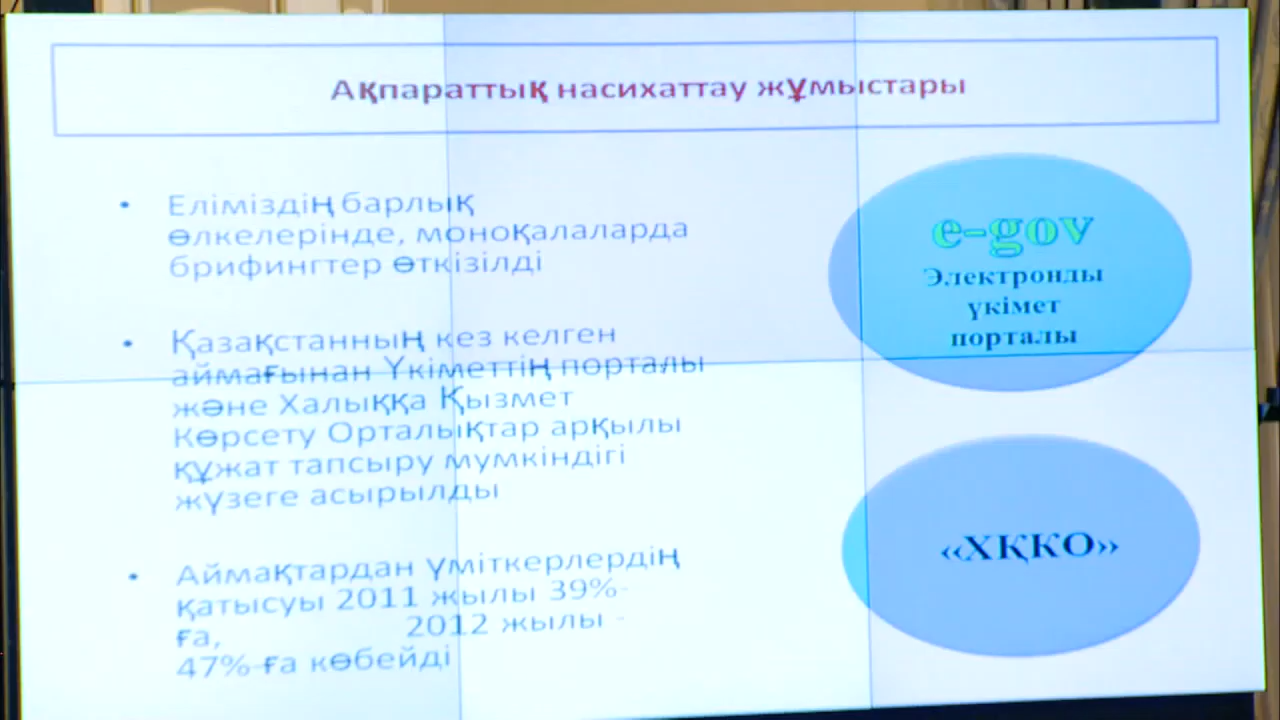 Ақпараттық насихаттау жұмыстары
• Еліміздің барлық
өлкелерінде, моноқалаларда
брифингтер өткізілді
• Қазақстанның кез келген
аймағынан Үкіметтің порталы
және Халыққа Қызмет
Көрсету Орталықтар арқылы
құжат тапсыру мумкіндігі
жүзеге асырылды
• Аймақтардан үміткерлердің
қатысуы 2011 жылы 39%-
ға, 2012 жылы -
47%-ға көбейді
e-gov
Электронды
үкімет
порталы
«ХҚКО»